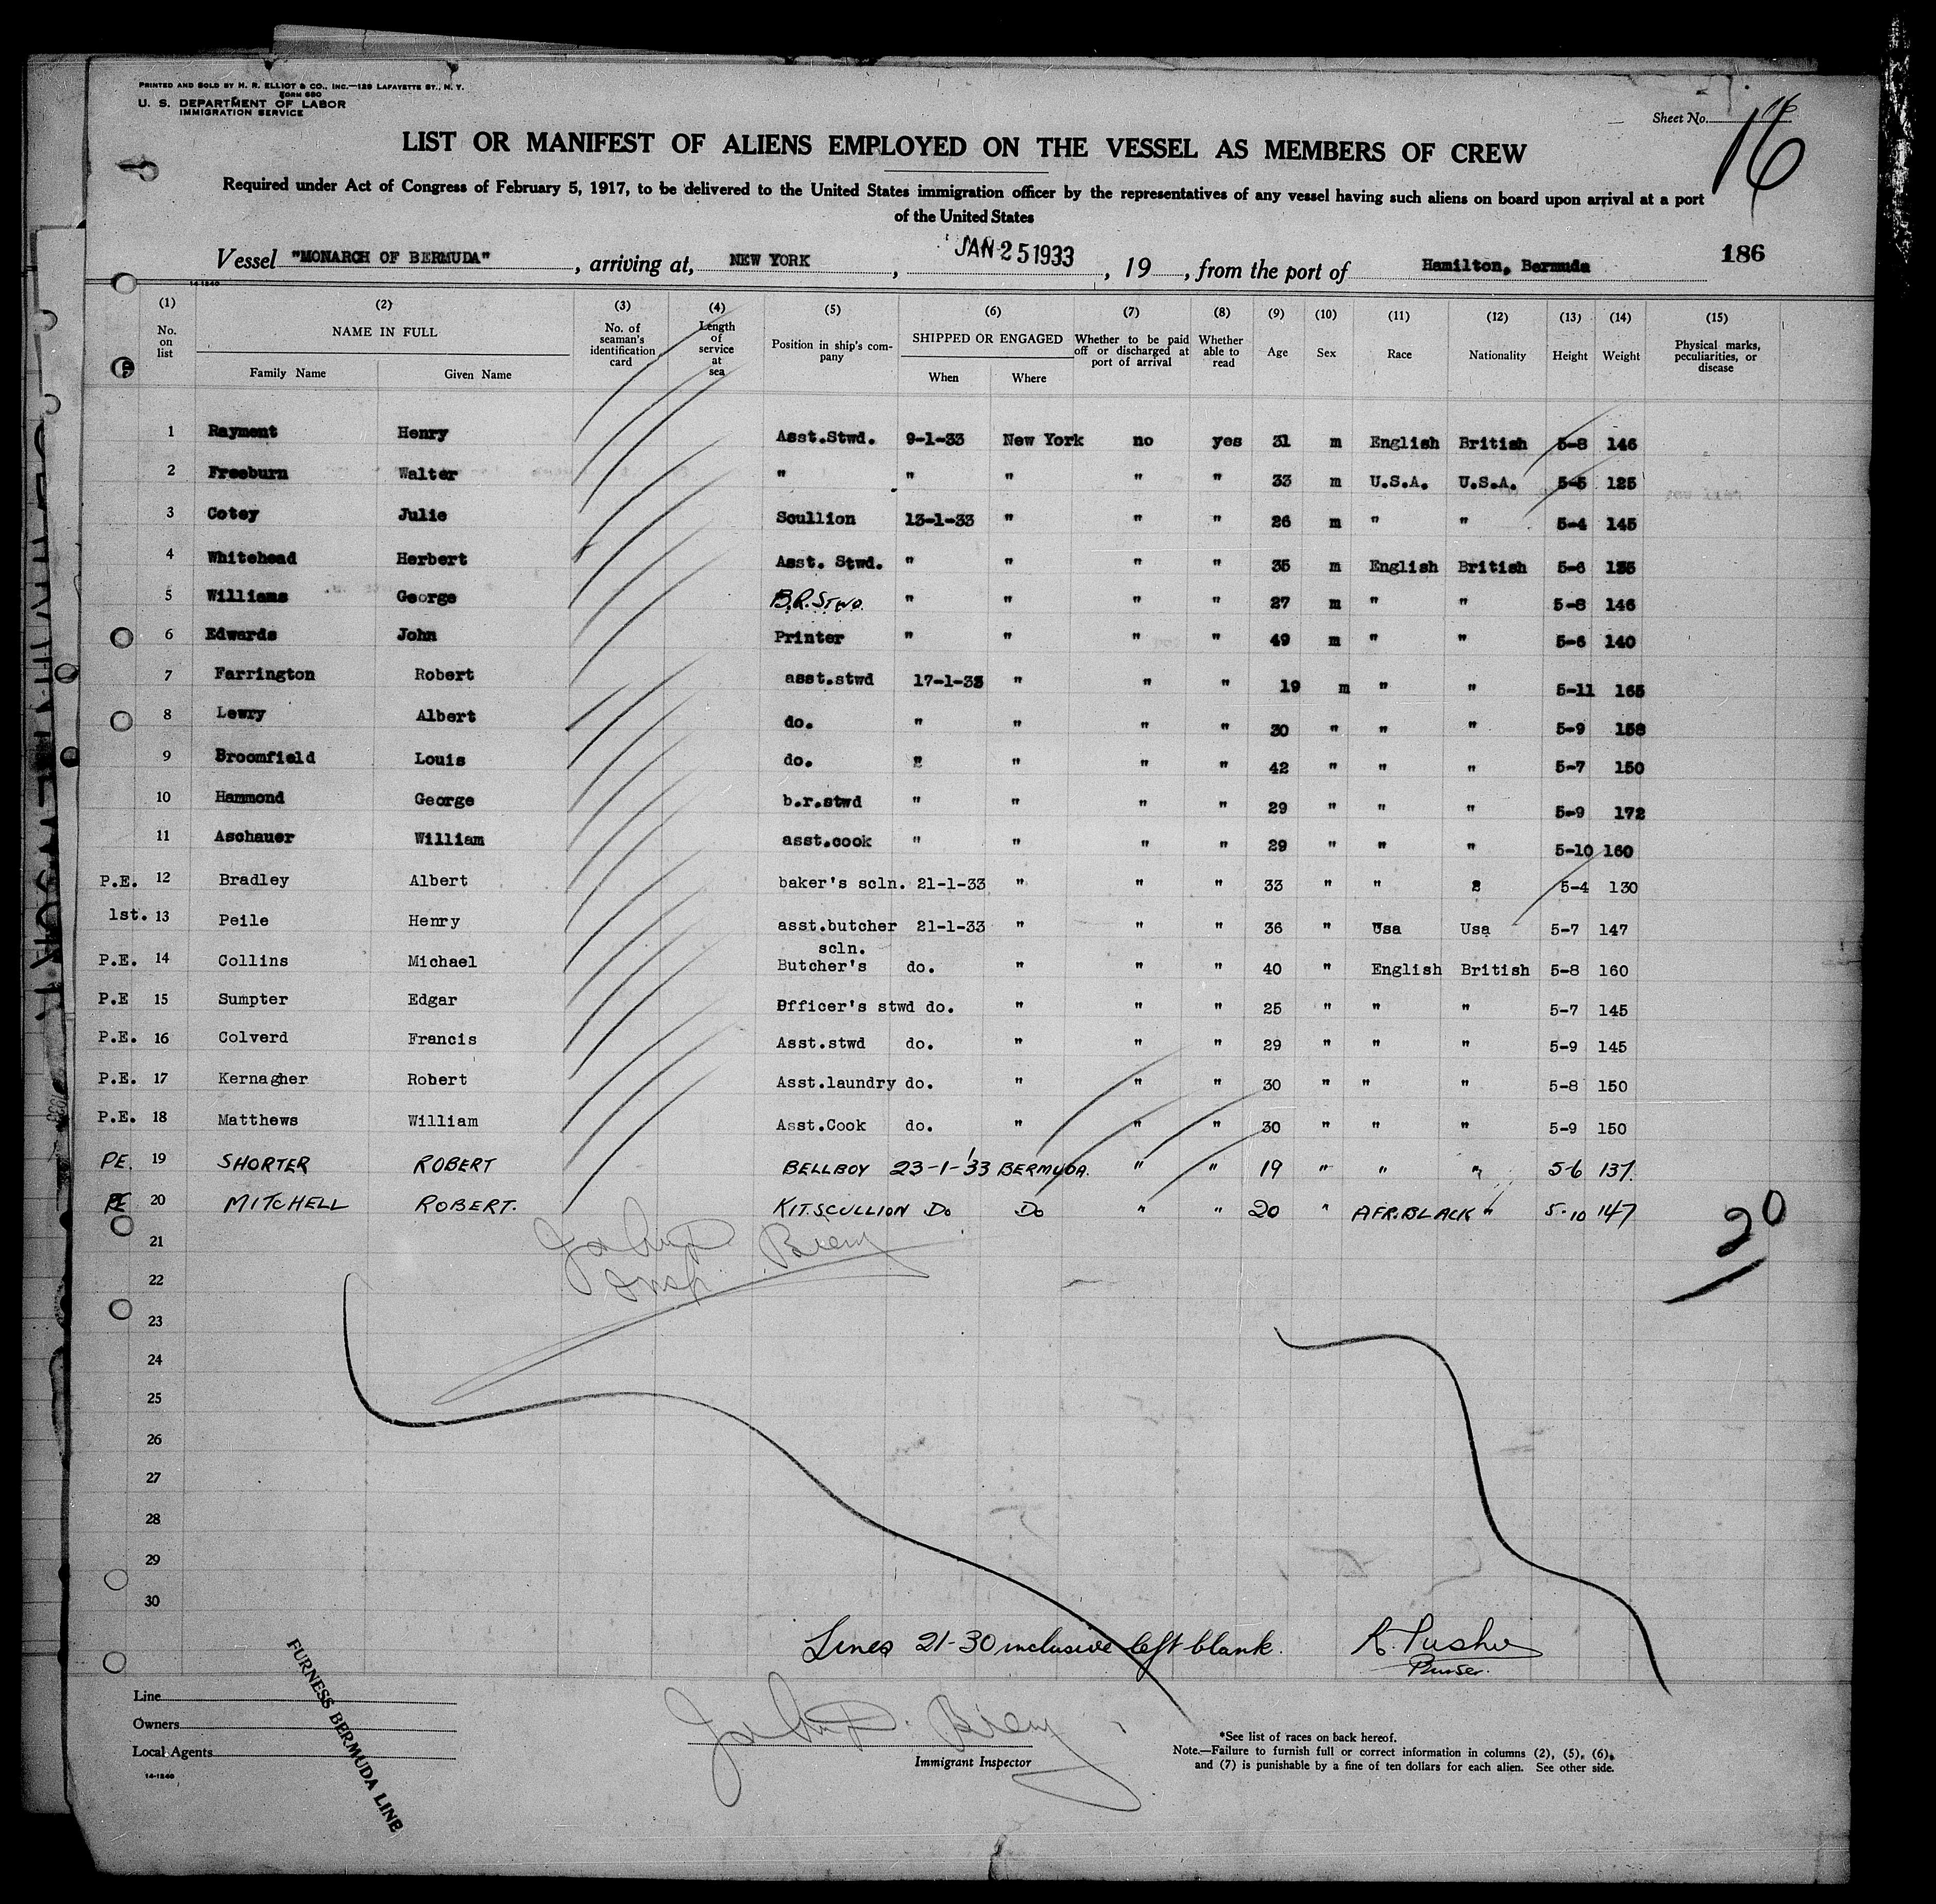 PRINTED AND SOLD BY H. R. ELLIOT & CO., INC.—129 LAFAYETTE ST., N. Y.
FORM 680
U. S. DEPARTMENT OF LABOR
IMMIGRATION SERVICE
Sheet No. 16
LIST OR MANIFEST OF ALIENS EMPLOYED ON THE VESSEL AS MEMBERS OF CREW
Required under Act of Congress of February 5, 1917, to be delivered to the United States immigration officer by the representatives of any vessel having such aliens on board upon arrival at a port
of the United States
Vessel "MONARCH OF BERMUDA", arriving at, NEW YORK, JAN 25 1933, 19, from the port of Hamilton, Bermuda 186
14-1240
(1) (2) (3) (4) (5) (6) (7) (8) (9) (10) (11) (12) (13) (14) (15)
No. on list NAME IN FULL Family Name Given Name No. of seaman's identification card Length of service at sea Position in ship's company SHIPPED OR ENGAGED When Where Whether to be paid off or discharged at port of arrival Whether able to read Age Sex Race Nationality Height Weight Physical marks, peculiarities, or disease
1 Rayment Henry Asst.Stwd. 9-1-33 New York no yes 31 m English British 5-8 146
2 Freeburn Walter " " " " " 33 m U.S.A. U.S.A. 5-5 125
3 Cotey Julie Scullion 13-1-33 " " " 26 m " " 5-4 145
4 Whitehead Herbert Asst. Stwd. " " " " 35 m English British 5-6
5 Williams George B.R.STWD. " " " " 27 m " " 5-8 146
6 Edwards John Printer " " " " 49 m " " 5-6 140
7 Farrington Robert asst.stwd 17-1-33 " " " 19 m " " 5-11 165
8 Lewry Albert do. " " " " 30 " " " 5-9 158
9 Broomfield Louis do. " " " " 42 " " " 5-7 150
10 Hammond George b.r.stwd " " " " 29 " " " 5-9 172
11 Aschauer William asst.cook " " " " 29 " " " 5-10 160
P.E. 12 Bradley Albert baker's scln. 21-1-33 " " " 33 " " 2 5-4 130
1st. 13 Peile Henry asst.butcher 21-1-33 " " " 36 " Usa Usa 5-7 147
scln.
P.E. 14 Collins Michael Butcher's do. " " " 40 " English British 5-8 160
P.E 15 Sumpter Edgar Officer's stwd do. " " " 25 " " " 5-7 145
P.E. 16 Colverd Francis Asst.stwd do. " " " 29 " " " 5-9 145
P.E. 17 Kernagher Robert Asst.laundry do. " " " 30 " " " 5-8 150
P.E. 18 Matthews William Asst.Cook do. " " " 30 " " " 5-9 150
PE. 19 SHORTER ROBERT BELLBOY 23-1-'33 BERMUDA. " " 19 " " " 5-6 137.
PE 20 MITCHELL ROBERT. KIT.SCULLION Do Do " " 20 " AFR.BLACK " 5-10 147
20
21
22
23
24
25
26
27
28
29
30
Insp
Lines 21-30 inclusive left blank.
Purser.
FURNESS BERMUDA LINE
Line
Owners
Local Agents
14-1240
Immigrant Inspector
*See list of races on back hereof.
Note.—Failure to furnish full or correct information in columns (2), (5), (6),
and (7) is punishable by a fine of ten dollars for each alien. See other side.